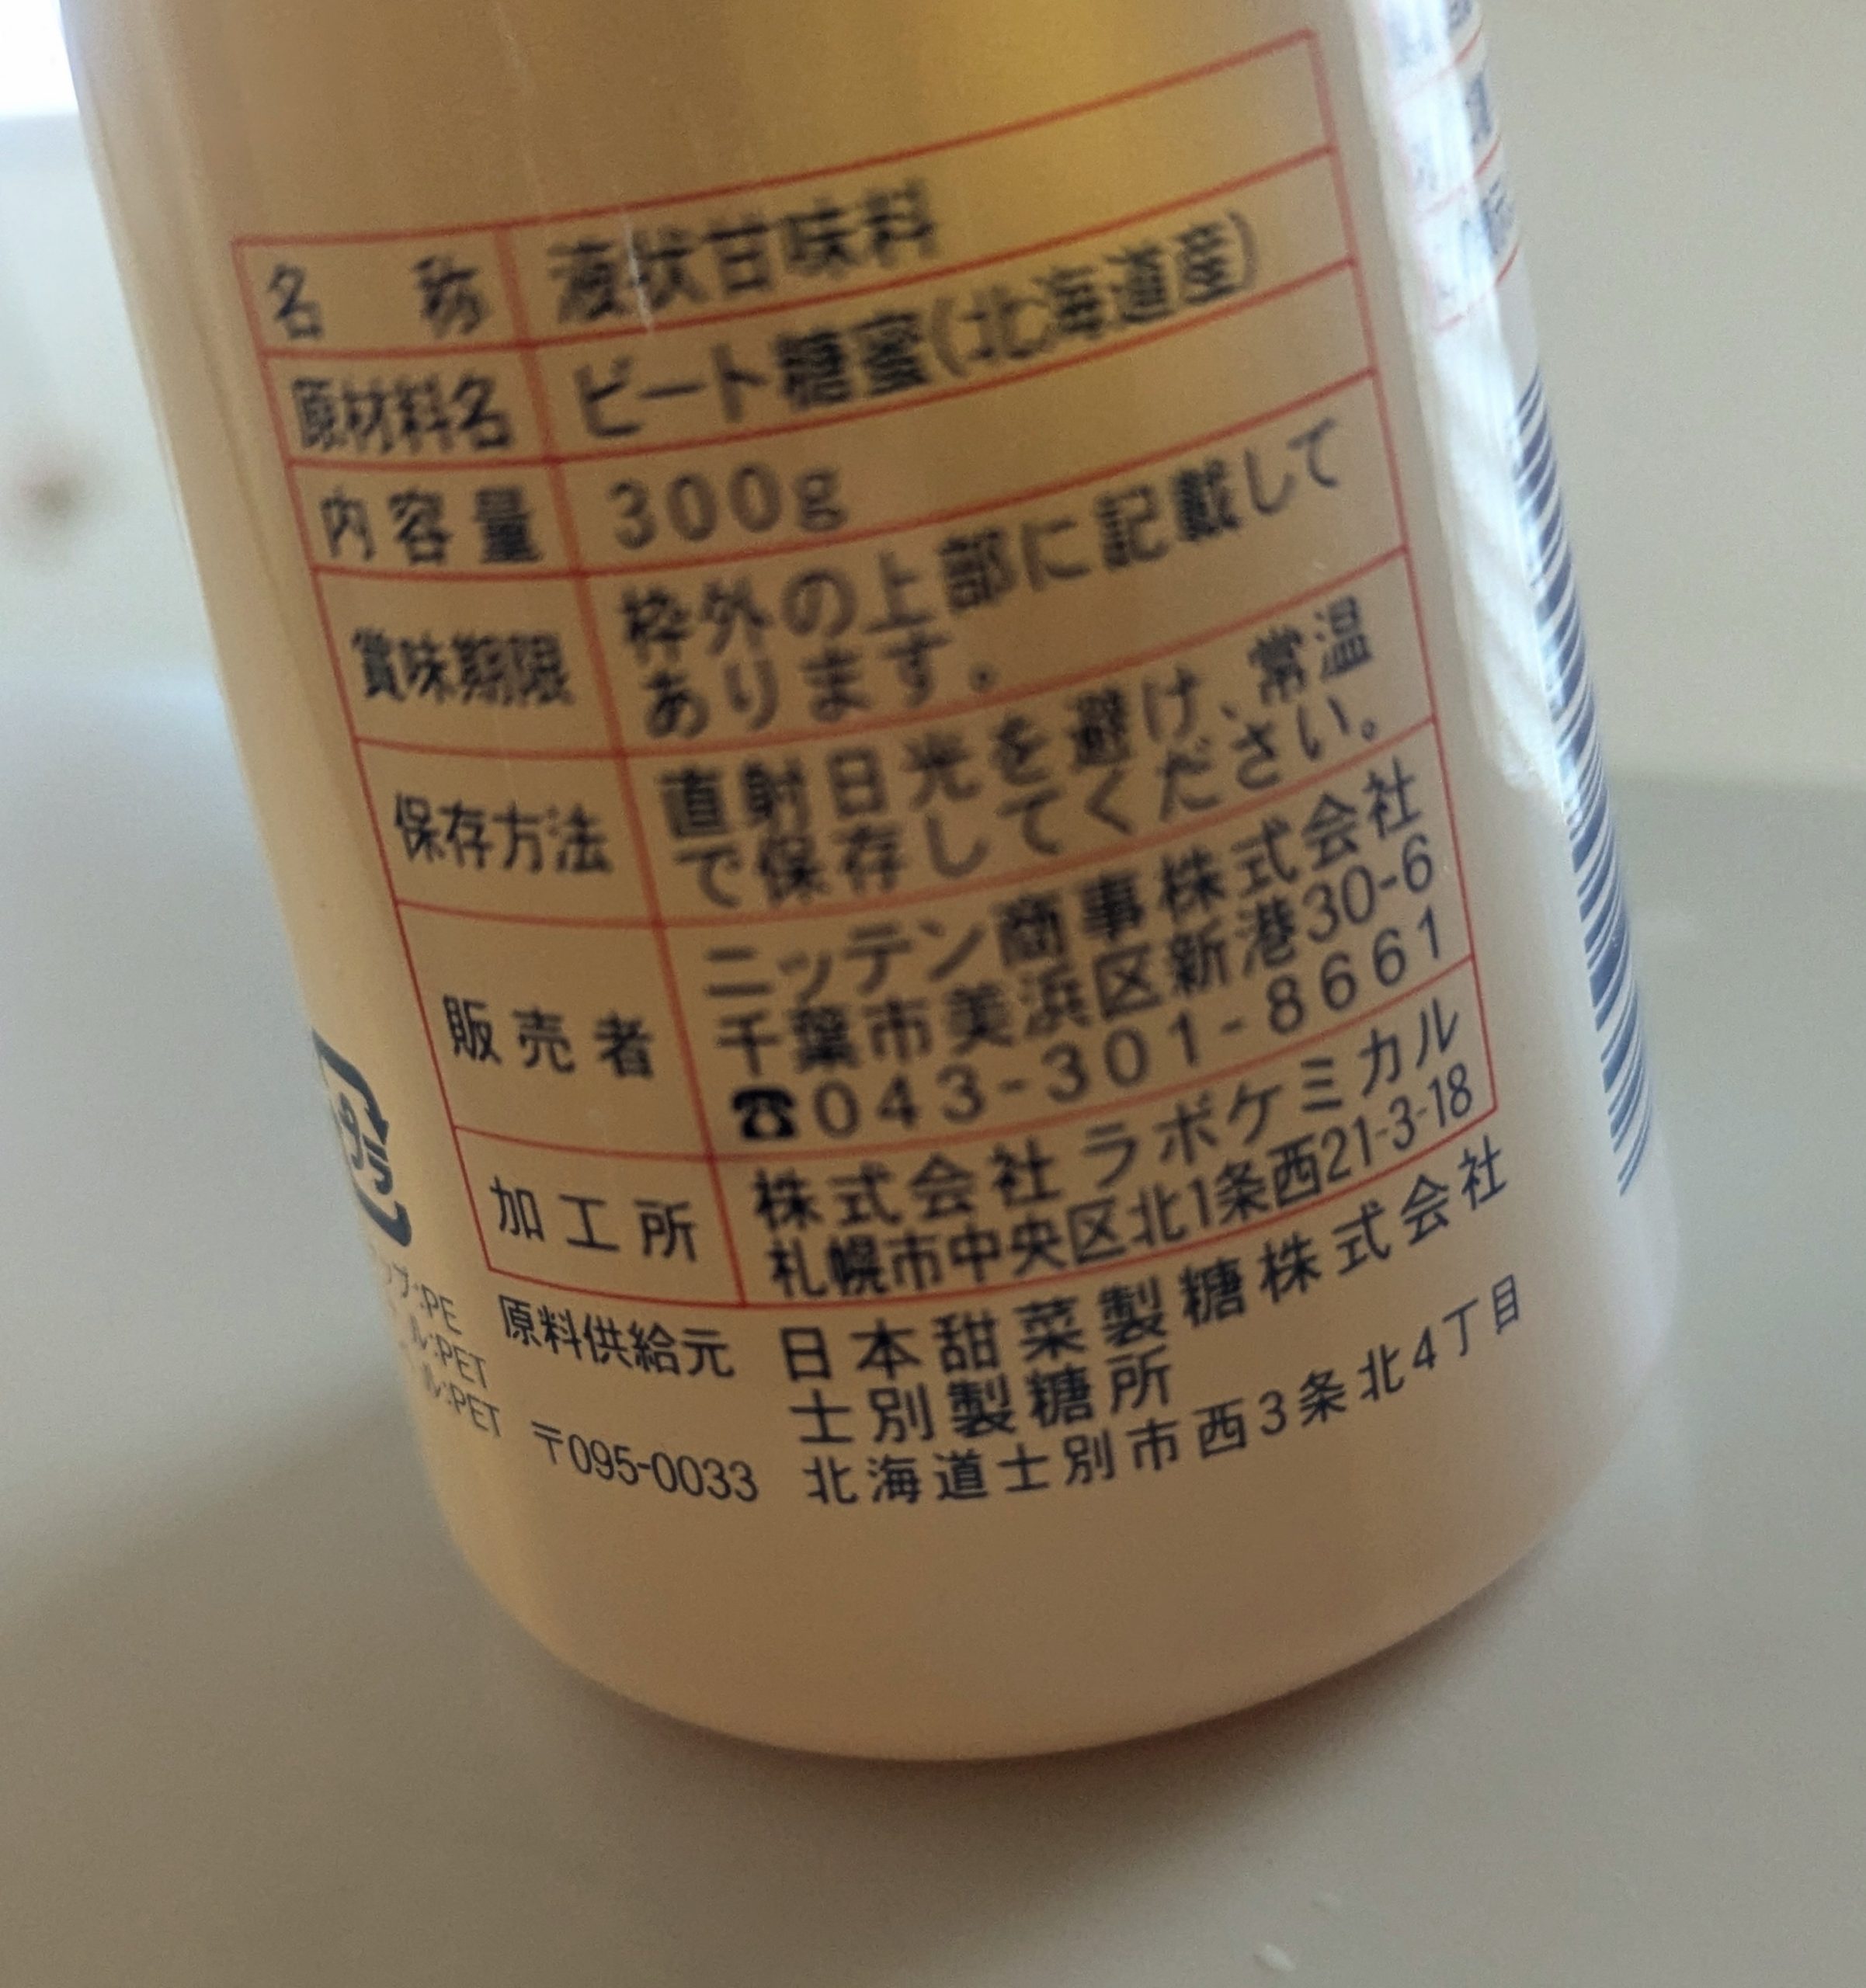 名称 液状甘味料
原材料名 ビート糖蜜(北海道産)
内容量 300g
賞味期限 枠外の上部に記載して
あります。
保存方法 直射日光を避け、常温
で保存してください。
販売者 ニッテン商事株式会社
千葉市美浜区新港30-6
☎043-301-8661
加工所 株式会社ラボケミカル
札幌市中央区北1条西21-3-18
原料供給元 日本甜菜製糖株式会社
士別製糖所
〒095-0033 北海道士別市西3条北4丁目
プ:PE
ル:PET
ル:PET